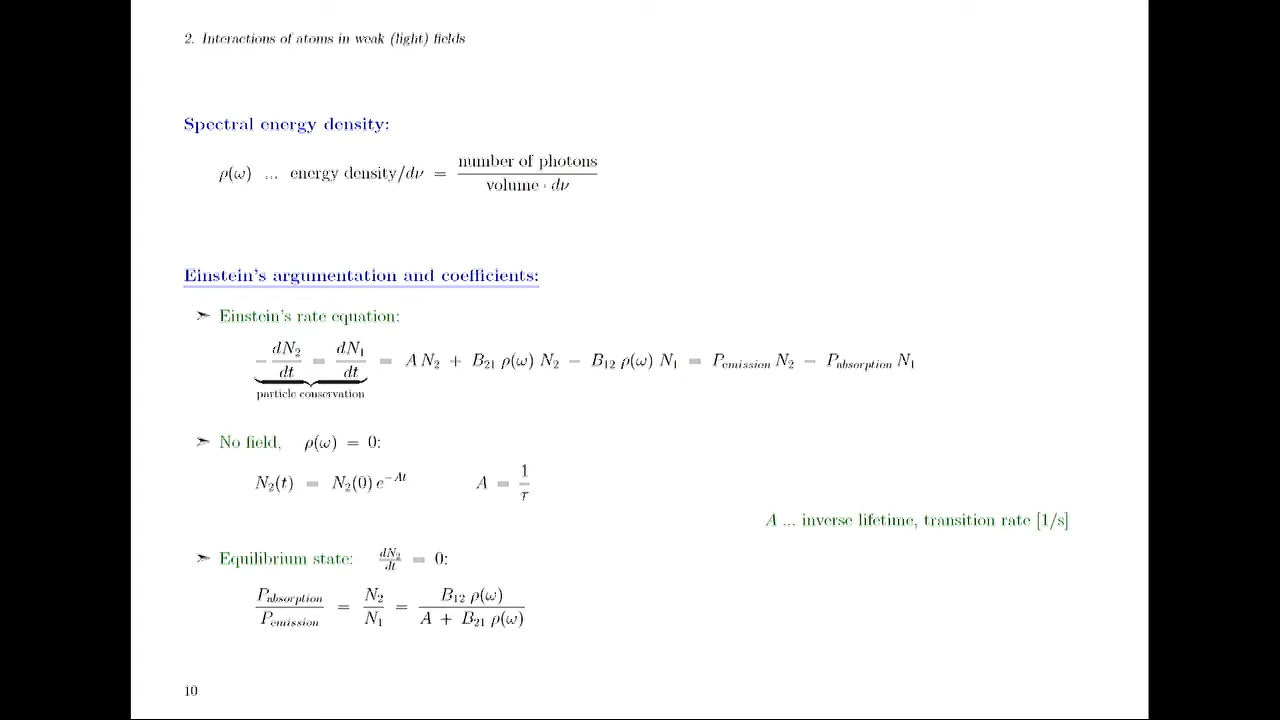 2. Interactions of atoms in weak (light) fields
Spectral energy density:
ρ(ω) ... energy density/dν = number of photons / volume · dν
Einstein's argumentation and coefficients:
➣ Einstein's rate equation:
− dN₂/dt = dN₁/dt = A N₂ + B₂₁ ρ(ω) N₂ − B₁₂ ρ(ω) N₁ = P_emission N₂ − P_absorption N₁
particle conservation
➣ No field, ρ(ω) = 0:
N₂(t) = N₂(0) e^{−At} A = 1/τ
A ... inverse lifetime, transition rate [1/s]
➣ Equilibrium state: dN₂/dt = 0:
P_absorption / P_emission = N₂ / N₁ = B₁₂ ρ(ω) / A + B₂₁ ρ(ω)
10